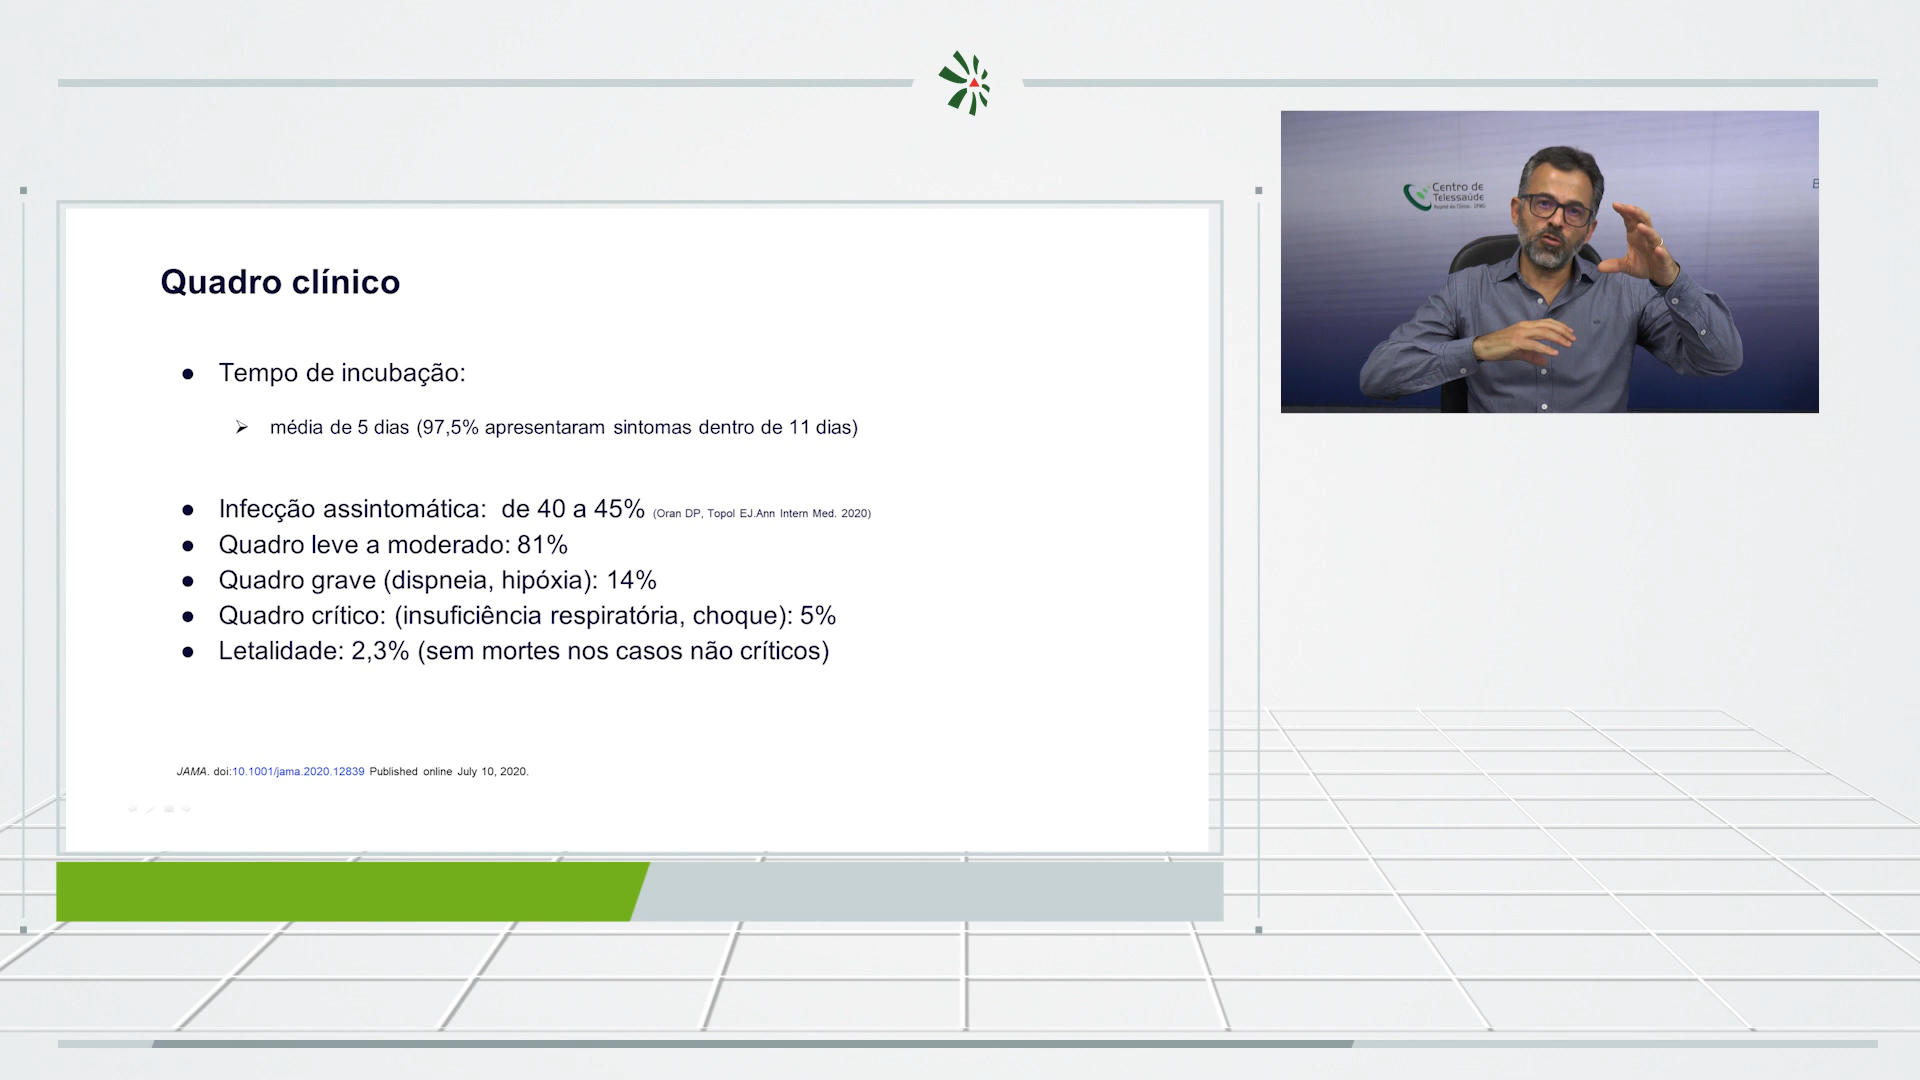 Quadro clínico
● Tempo de incubação:
➢ média de 5 dias (97,5% apresentaram sintomas dentro de 11 dias)
● Infecção assintomática: de 40 a 45% (Oran DP, Topol EJ.Ann Intern Med. 2020)
● Quadro leve a moderado: 81%
● Quadro grave (dispneia, hipóxia): 14%
● Quadro crítico: (insuficiência respiratória, choque): 5%
● Letalidade: 2,3% (sem mortes nos casos não críticos)
JAMA. doi:10.1001/jama.2020.12839 Published online July 10, 2020.
Centro de
Telessaúde